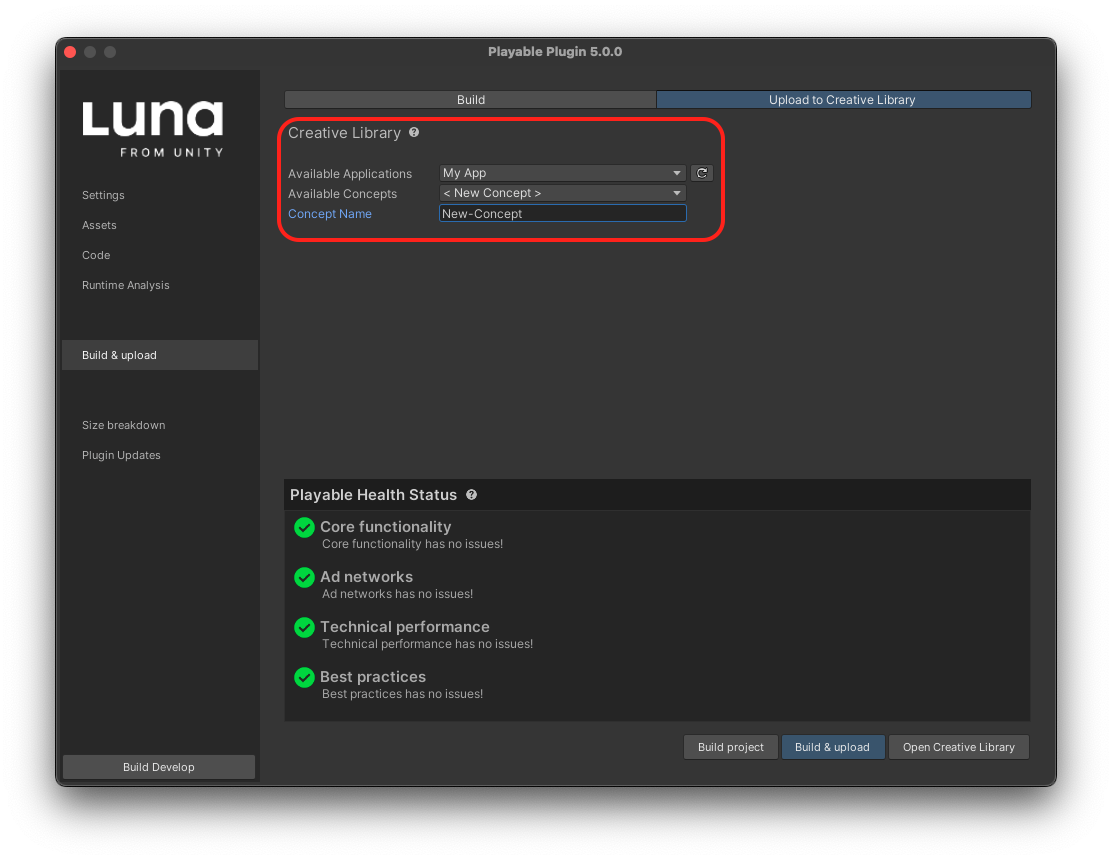 Playable Plugin 5.0.0
Luna
FROM UNITY
Settings
Assets
Code
Runtime Analysis
Build & upload
Size breakdown
Plugin Updates
Build Develop
Build Upload to Creative Library
Creative Library ?
Available Applications My App
Available Concepts < New Concept >
Concept Name New-Concept
Playable Health Status ?
Core functionality
Core functionality has no issues!
Ad networks
Ad networks has no issues!
Technical performance
Technical performance has no issues!
Best practices
Best practices has no issues!
Build project Build & upload Open Creative Library